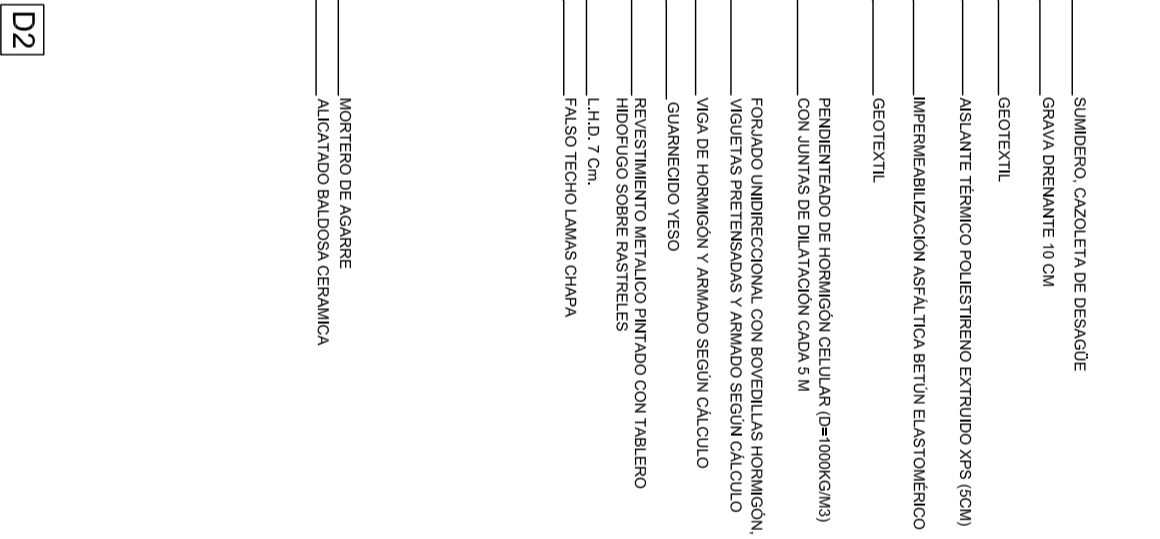 SUMIDERO, CAZOLETA DE DESAGÜE
GRAVA DRENANTE 10 CM
GEOTEXTIL
AISLANTE TÉRMICO POLIESTIRENO EXTRUIDO XPS (5CM)
IMPERMEABILIZACIÓN ASFÁLTICA BETÚN ELASTOMÉRICO
GEOTEXTIL
PENDIENTEADO DE HORMIGÓN CELULAR (D=1000KG/M3)
CON JUNTAS DE DILATACIÓN CADA 5 M
FORJADO UNIDIRECCIONAL CON BOVEDILLAS HORMIGÓN,
VIGUETAS PRETENSADAS Y ARMADO SEGÚN CÁLCULO
VIGA DE HORMIGÓN Y ARMADO SEGÚN CÁLCULO
GUARNECIDO YESO
REVESTIMIENTO METALICO PINTADO CON TABLERO
HIDOFUGO SOBRE RASTRELES
L.H.D. 7 Cm.
FALSO TECHO LAMAS CHAPA
MORTERO DE AGARRE
ALICATADO BALDOSA CERAMICA
D2